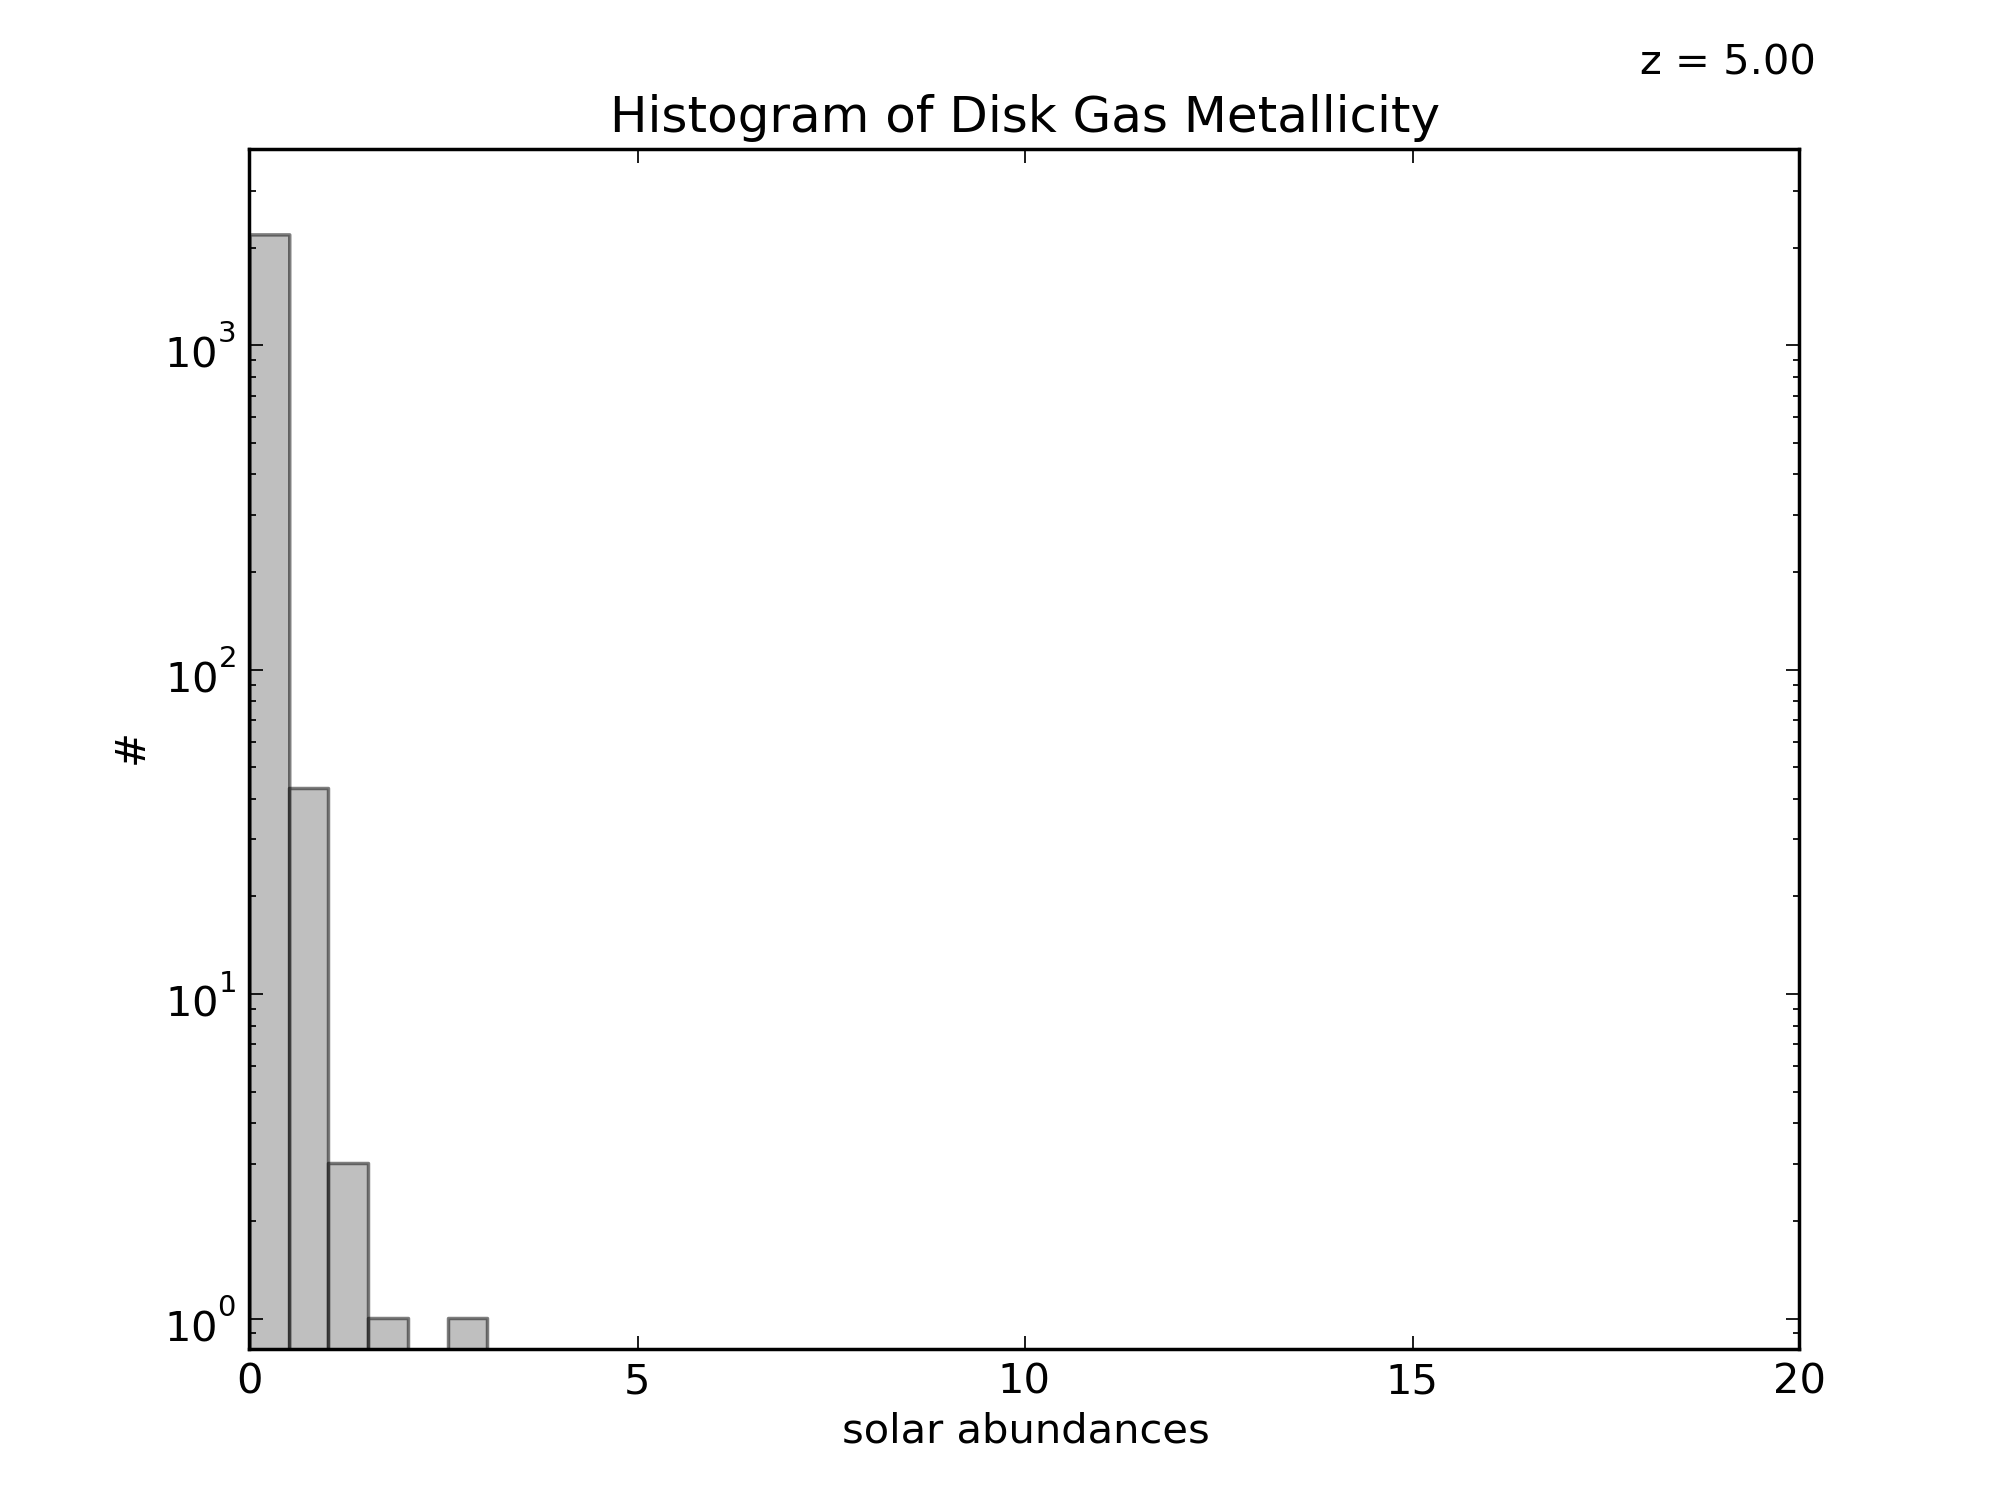 z = 5.00
Histogram of Disk Gas Metallicity
#
10^3
10^2
10^1
10^0
0 5 10 15 20
solar abundances